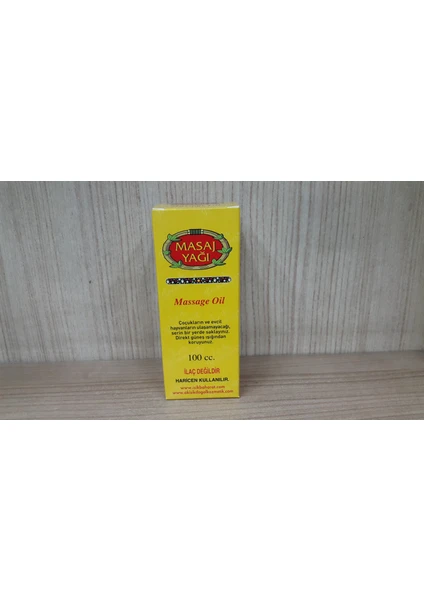 MASAJ
YAĞI
Massage Oil
Çocukların ve evcil
hayvanların ulaşamayacağı,
serin bir yerde saklayınız.
Direkt güneş ışığından
koruyunuz.
100 cc.
İLAÇ DEĞİLDİR
HARİCEN KULLANILIR.